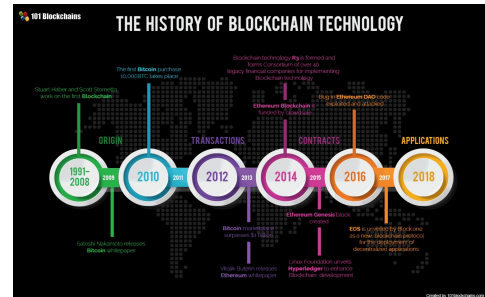 101 Blockchains
THE HISTORY OF BLOCKCHAIN TECHNOLOGY
Blockchain technology R3 is formed and
forms Consortium of over 40
legacy financial companies for implementing
Blockchain technology
The first Bitcoin purchase
10,000BTC takes place
Stuart Haber and Scott Stornetta
work on the first Blockchain
Ethereum Blockchain is
funded by crowdsale
Bug in Ethereum DAO code
exploited and attacked
ORIGIN
TRANSACTIONS
CONTRACTS
APPLICATIONS
1991-
2008
2009
2010
2011
2012
2013
2014
2015
2016
2017
2018
Satoshi Nakamoto releases
Bitcoin whitepaper
Bitcoin marketplace
surpasses $1 billion
Vitalik Buterin releases
Ethereum whitepaper
Ethereum Genesis block
created
Linux Foundation unveils
Hyperledger to enhance
Blockchain development
EOS is unveiled by Block.one
as a new blockchain protocol
for the deployment of
decentralized applications
Created by 101blockchains.com